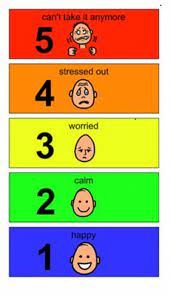 can't take it anymore
5
stressed out
4
worried
3
calm
2
happy
1